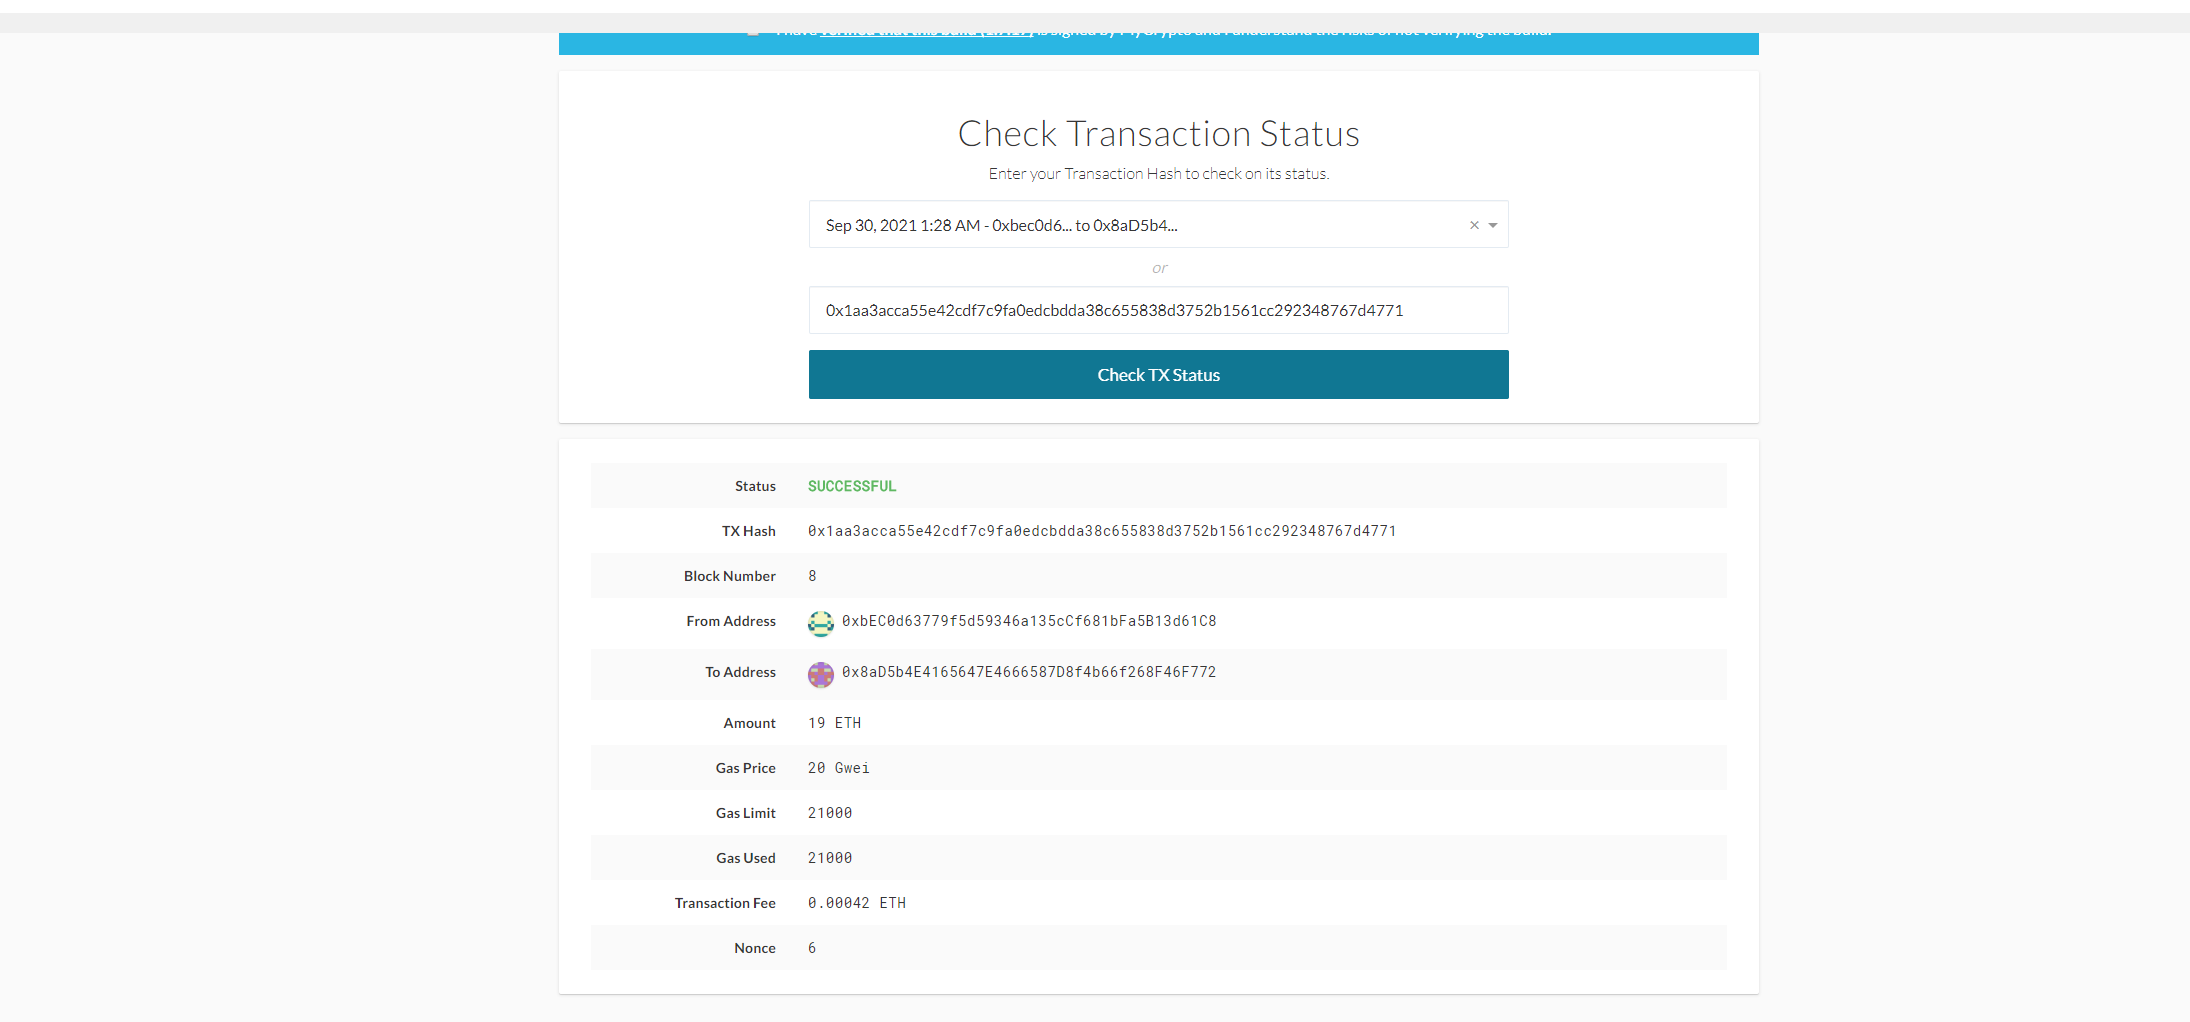 Check Transaction Status
Enter your Transaction Hash to check on its status.
Sep 30, 2021 1:28 AM - 0xbec0d6... to 0x8aD5b4...
or
0x1aa3acca55e42cdf7c9fa0edcbdda38c655838d3752b1561cc292348767d4771
Check TX Status
Status SUCCESSFUL
TX Hash 0x1aa3acca55e42cdf7c9fa0edcbdda38c655838d3752b1561cc292348767d4771
Block Number 8
From Address 0xbEC0d63779f5d59346a135cCf681bFa5B13d61C8
To Address 0x8aD5b4E4165647E4666587D8f4b66f268F46F772
Amount 19 ETH
Gas Price 20 Gwei
Gas Limit 21000
Gas Used 21000
Transaction Fee 0.00042 ETH
Nonce 6